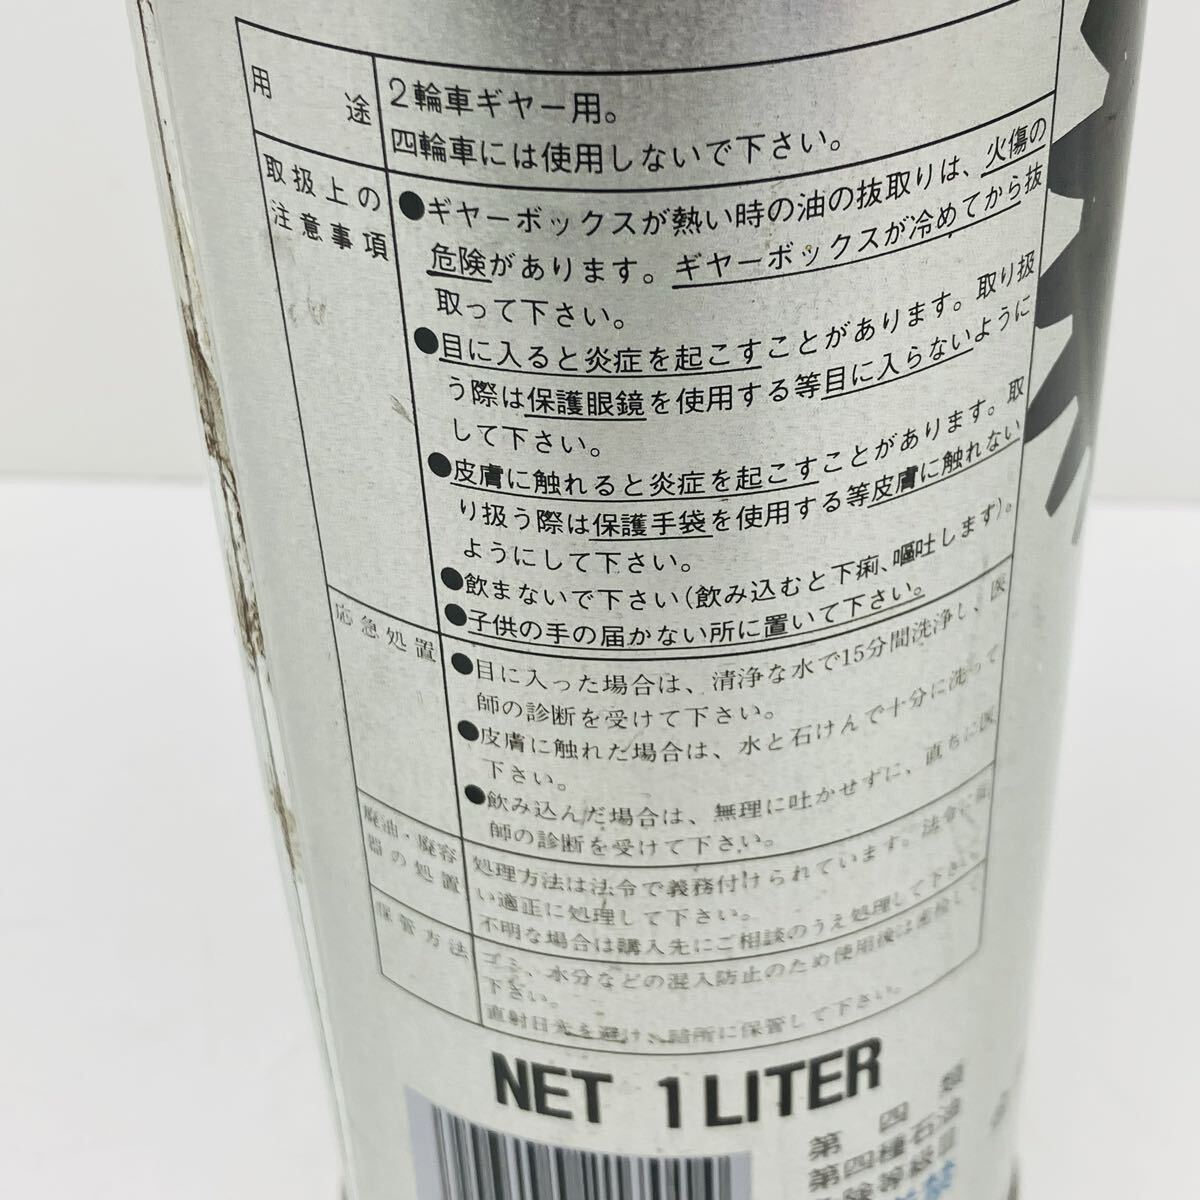 用途
2輪車ギヤー用。
四輪車には使用しないで下さい。
取扱上の
注意事項
●ギヤーボックスが熱い時の油の抜取りは、火傷の
危険があります。ギヤーボックスが冷めてから抜
取って下さい。
●目に入ると炎症を起こすことがあります。取り扱
う際は保護眼鏡を使用する等目に入らないように
して下さい。
●皮膚に触れると炎症を起こすことがあります。取
り扱う際は保護手袋を使用する等皮膚に触れない
ようにして下さい。
●飲まないで下さい(飲み込むと下痢、嘔吐します)。
●子供の手の届かない所に置いて下さい。
応急処置
●目に入った場合は、清浄な水で15分間洗浄し、医
師の診断を受けて下さい。
●皮膚に触れた場合は、水と石けんで十分に洗って
下さい。
●飲み込んだ場合は、無理に吐かせずに、直ちに医
師の診断を受けて下さい。
廃油・廃容
器の処置
処理方法は法令で義務付けられています。法令に従
い適正に処理して下さい。
不明な場合は購入先にご相談のうえ処理して下さい。
保管方法
ゴミ、水分などの混入防止のため使用後は密栓して
下さい。
直射日光を避け、暗所に保管して下さい。
NET 1 LITER
第四類
第四種石油